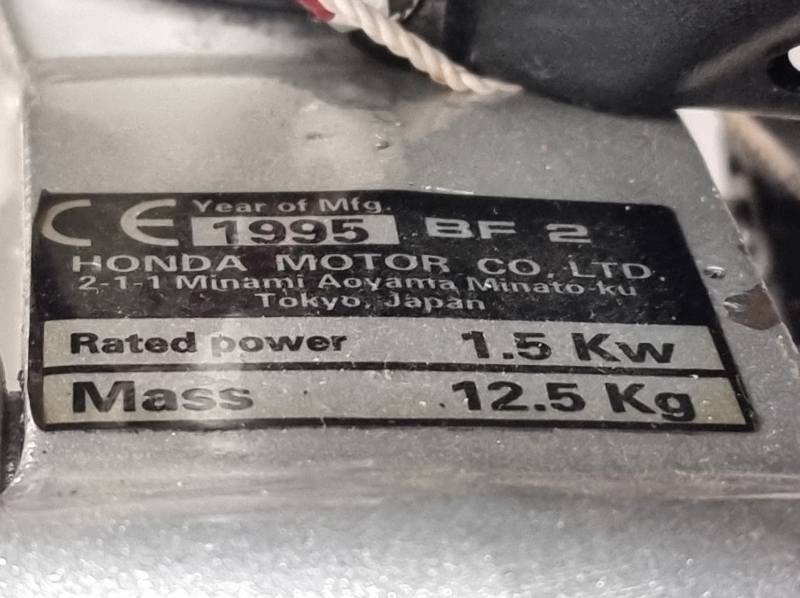 CE Year of Mfg.
1995 BF 2
HONDA MOTOR CO., LTD.
2-1-1 Minami Aoyama Minato-ku
Tokyo, Japan
Rated power 1.5 Kw
Mass 12.5 Kg